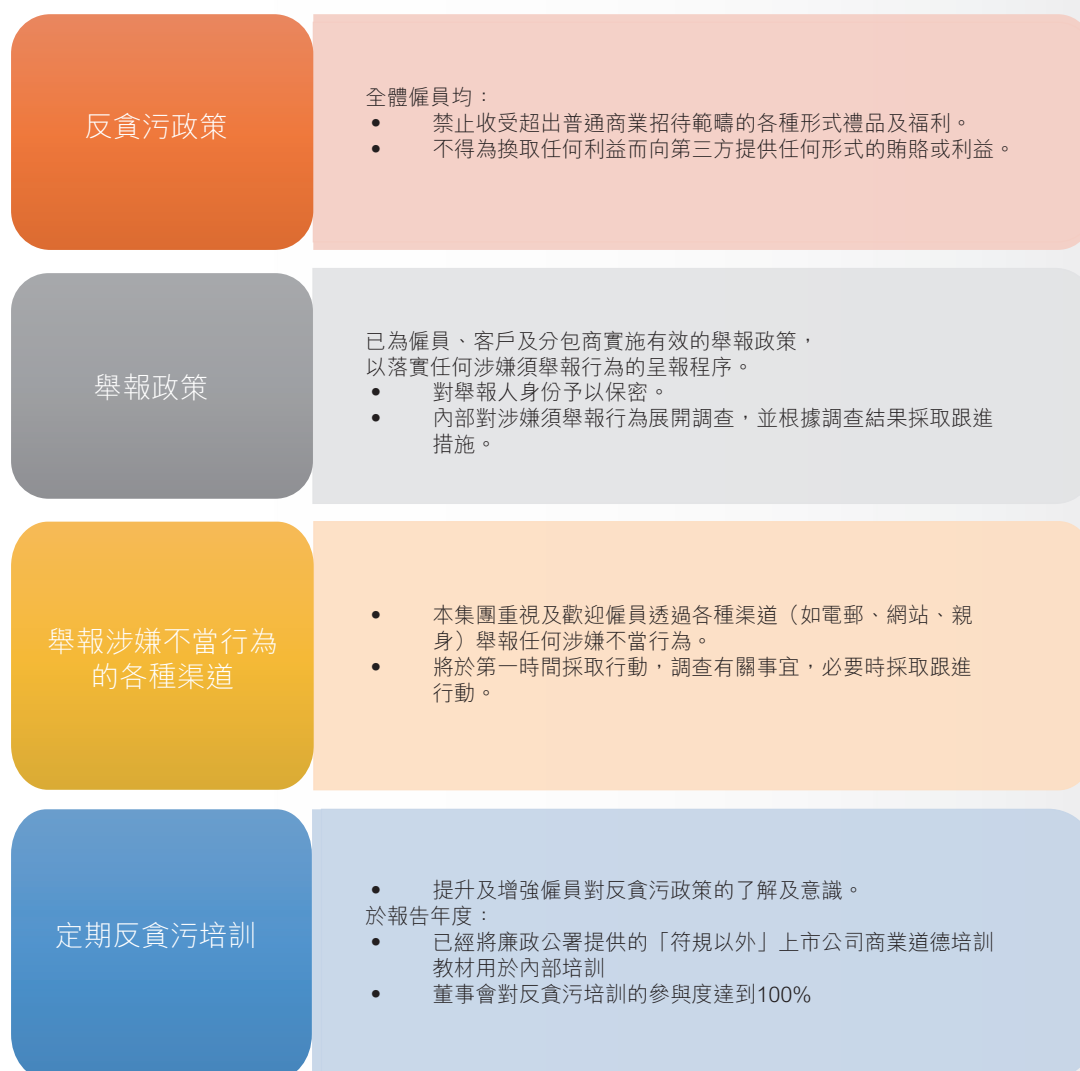 反貪污政策
全體僱員均：
• 禁止收受超出普通商業招待範疇的各種形式禮品及福利。
• 不得為換取任何利益而向第三方提供任何形式的賄賂或利益。
舉報政策
已為僱員、客戶及分包商實施有效的舉報政策，
以落實任何涉嫌須舉報行為的呈報程序。
• 對舉報人身份予以保密。
• 內部對涉嫌須舉報行為展開調查，並根據調查結果採取跟進
措施。
舉報涉嫌不當行為
的各種渠道
• 本集團重視及歡迎僱員透過各種渠道（如電郵、網站、親
身）舉報任何涉嫌不當行為。
• 將於第一時間採取行動，調查有關事宜，必要時採取跟進
行動。
定期反貪污培訓
• 提升及增強僱員對反貪污政策的了解及意識。
於報告年度：
• 已經將廉政公署提供的「符規以外」上市公司商業道德培訓
教材用於內部培訓
• 董事會對反貪污培訓的參與度達到100%